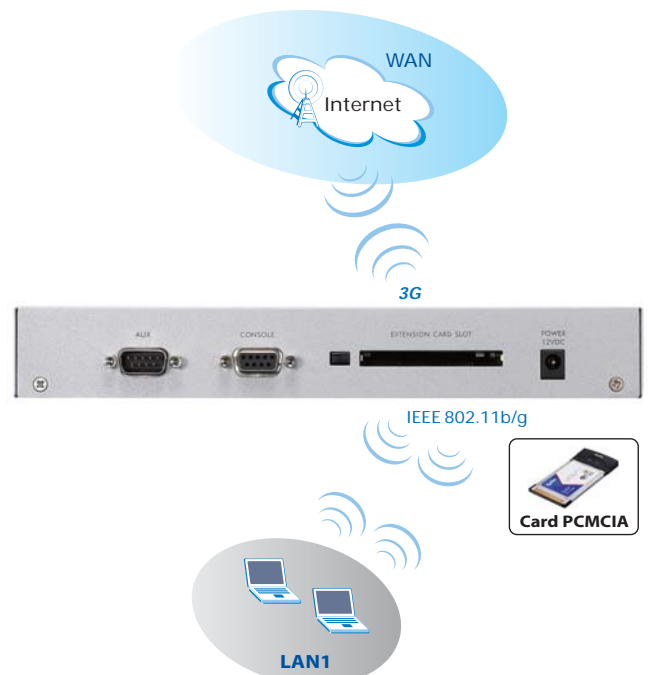 WAN
Internet
3G
AUX
CONSOLE
EXTENSION CARD SLOT
POWER
12VDC
IEEE 802.11b/g
Card PCMCIA
LAN1